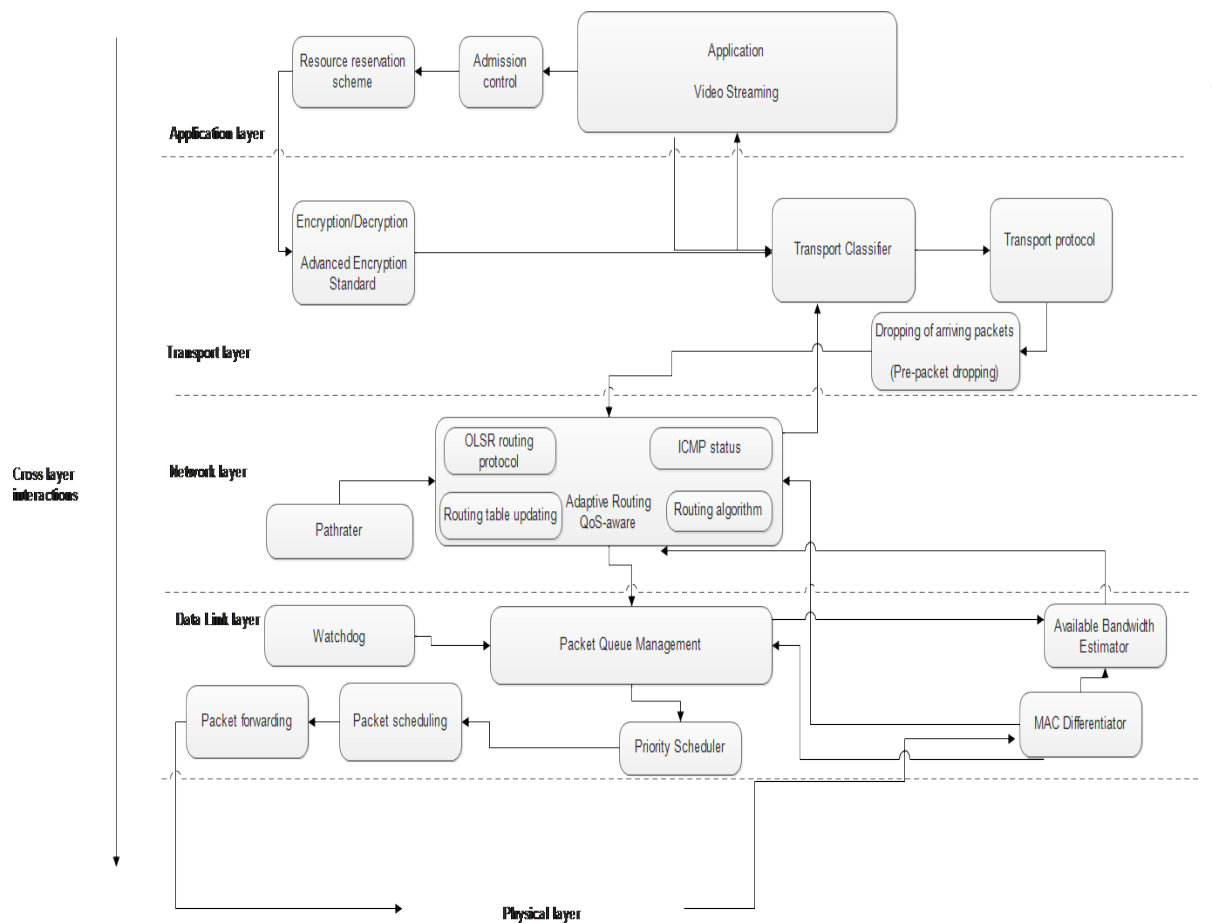 Application
Video Streaming
Admission
control
Resource reservation
scheme
Application layer
Encryption/Decryption
Advanced Encryption
Standard
Transport Classifier
Transport protocol
Dropping of arriving packets
(Pre-packet dropping)
Transport layer
OLSR routing
protocol
ICMP status
Cross layer
interactions
Network layer
Routing table updating
Adaptive Routing
QoS-aware
Routing algorithm
Pathrater
Data Link layer
Watchdog
Packet Queue Management
Available Bandwidth
Estimator
Packet forwarding
Packet scheduling
Priority Scheduler
MAC Differentiator
Physical layer